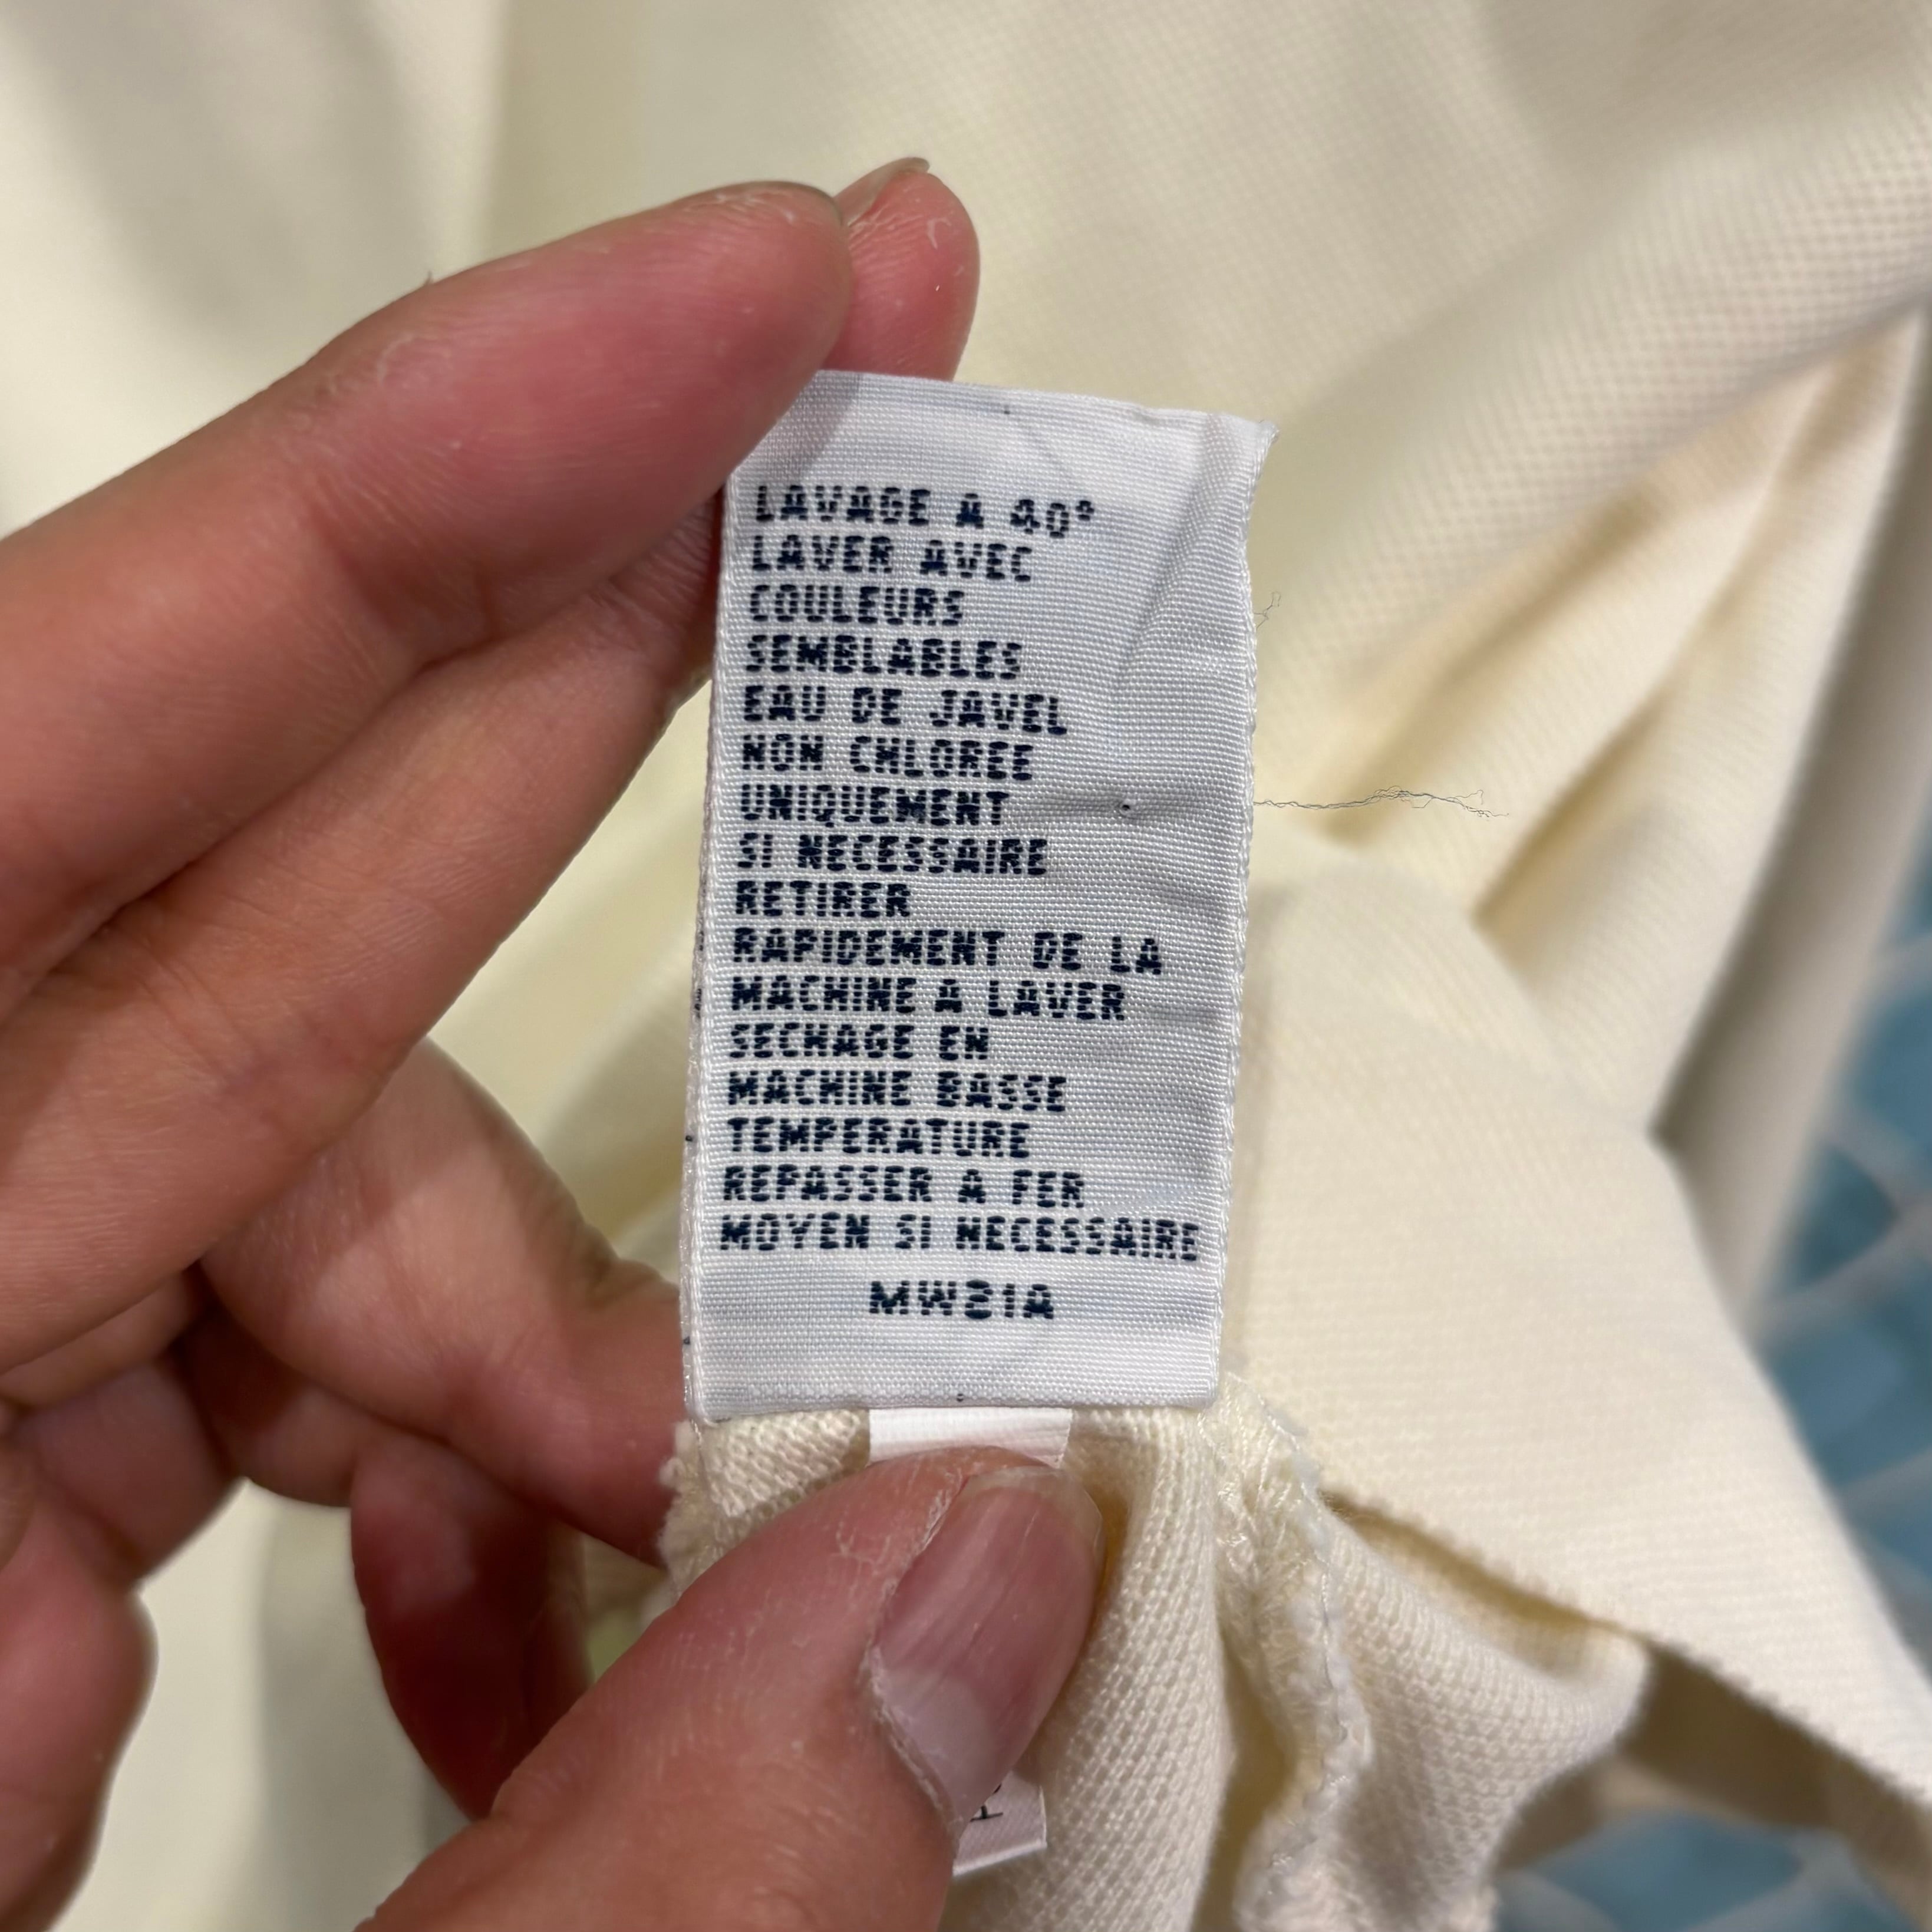 LAVAGE A 40°
LAVER AVEC
COULEURS
SEMBLABLES
EAU DE JAVEL
NON CHLOREE
UNIQUEMENT
SI NECESSAIRE
RETIRER
RAPIDEMENT DE LA
MACHINE A LAVER
SECHAGE EN
MACHINE BASSE
TEMPERATURE
REPASSER A FER
MOYEN SI NECESSAIRE
MW21A